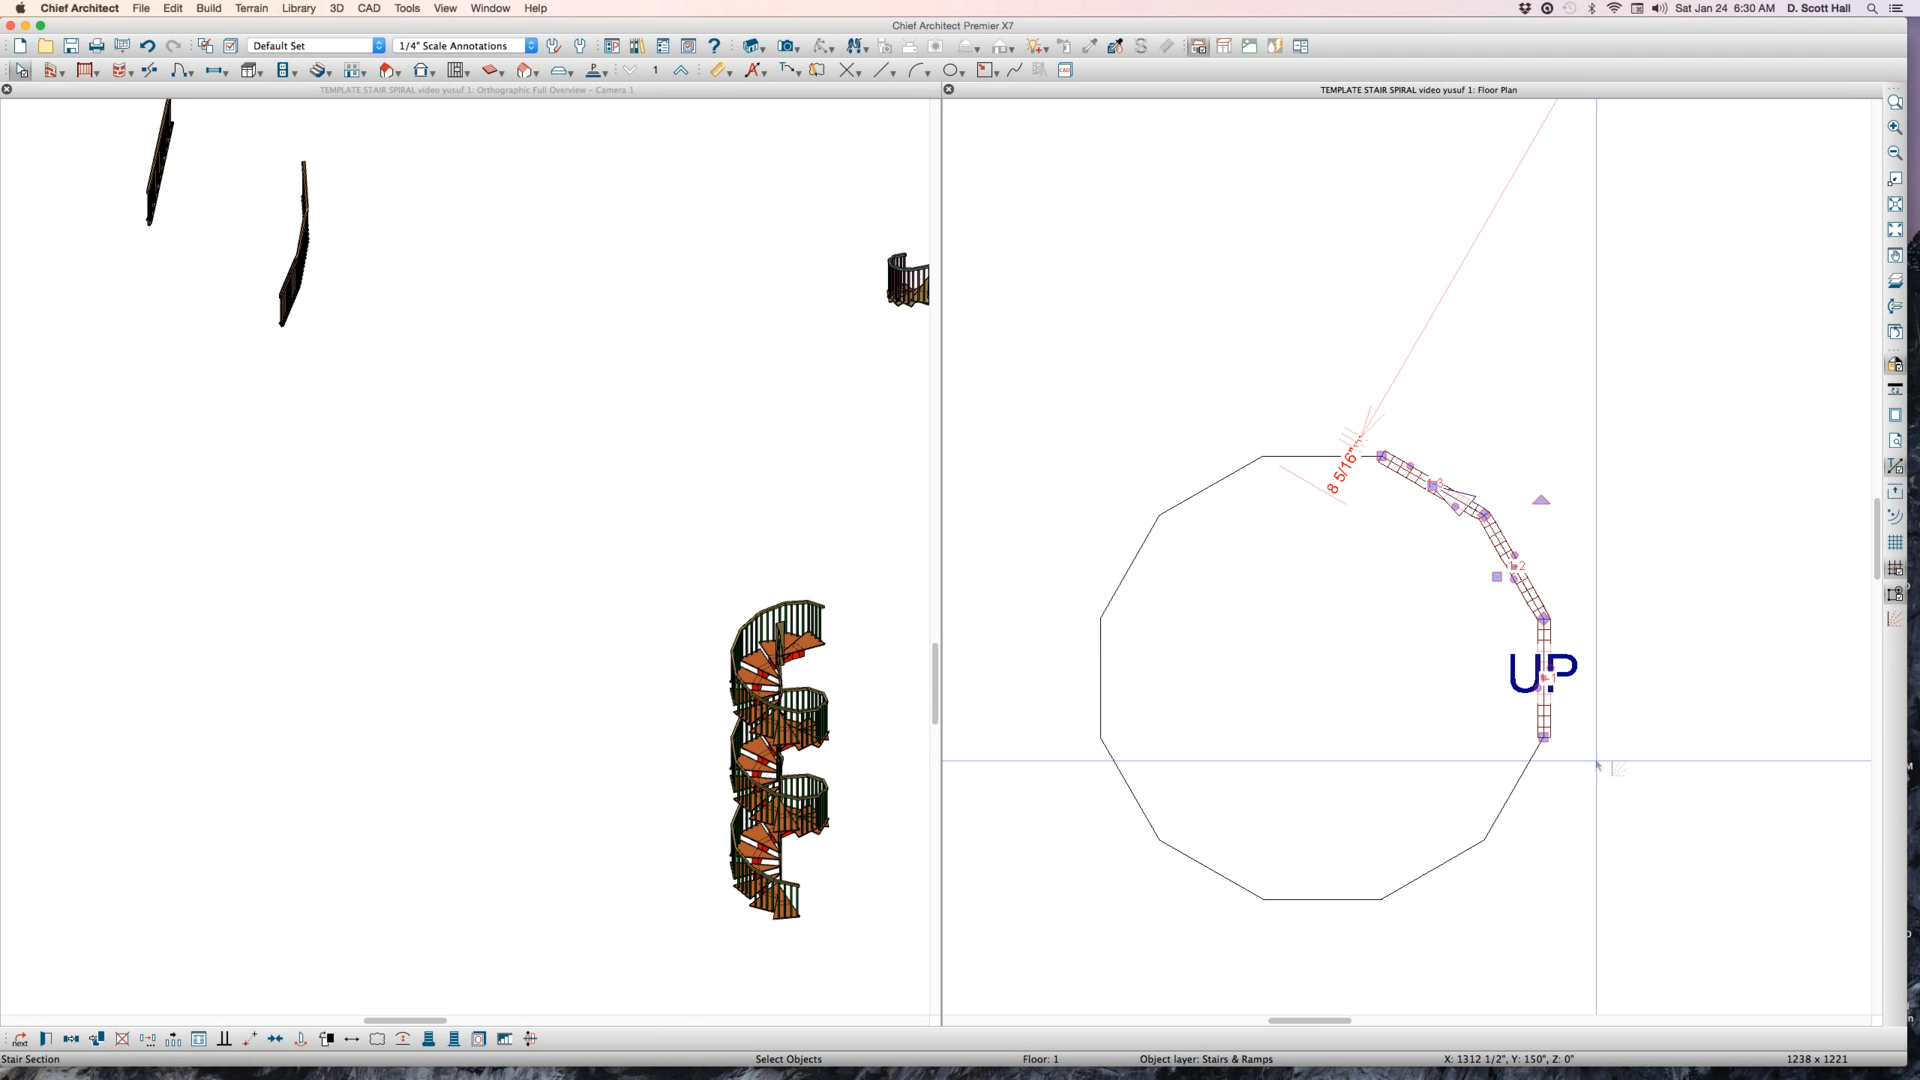 Chief Architect File Edit Build Terrain Library 3D CAD Tools View Window Help
Sat Jan 24 6:30 AM D. Scott Hall
Chief Architect Premier X7
Default Set
1/4" Scale Annotations
1
TEMPLATE STAIR SPIRAL video yusuf 1: Orthographic Full Overview - Camera 1
TEMPLATE STAIR SPIRAL video yusuf 1: Floor Plan
8 5/16"
UP
next
Stair Section
Select Objects
Floor: 1
Object layer: Stairs & Ramps
X: 1312 1/2", Y: 150", Z: 0"
1238 x 1221